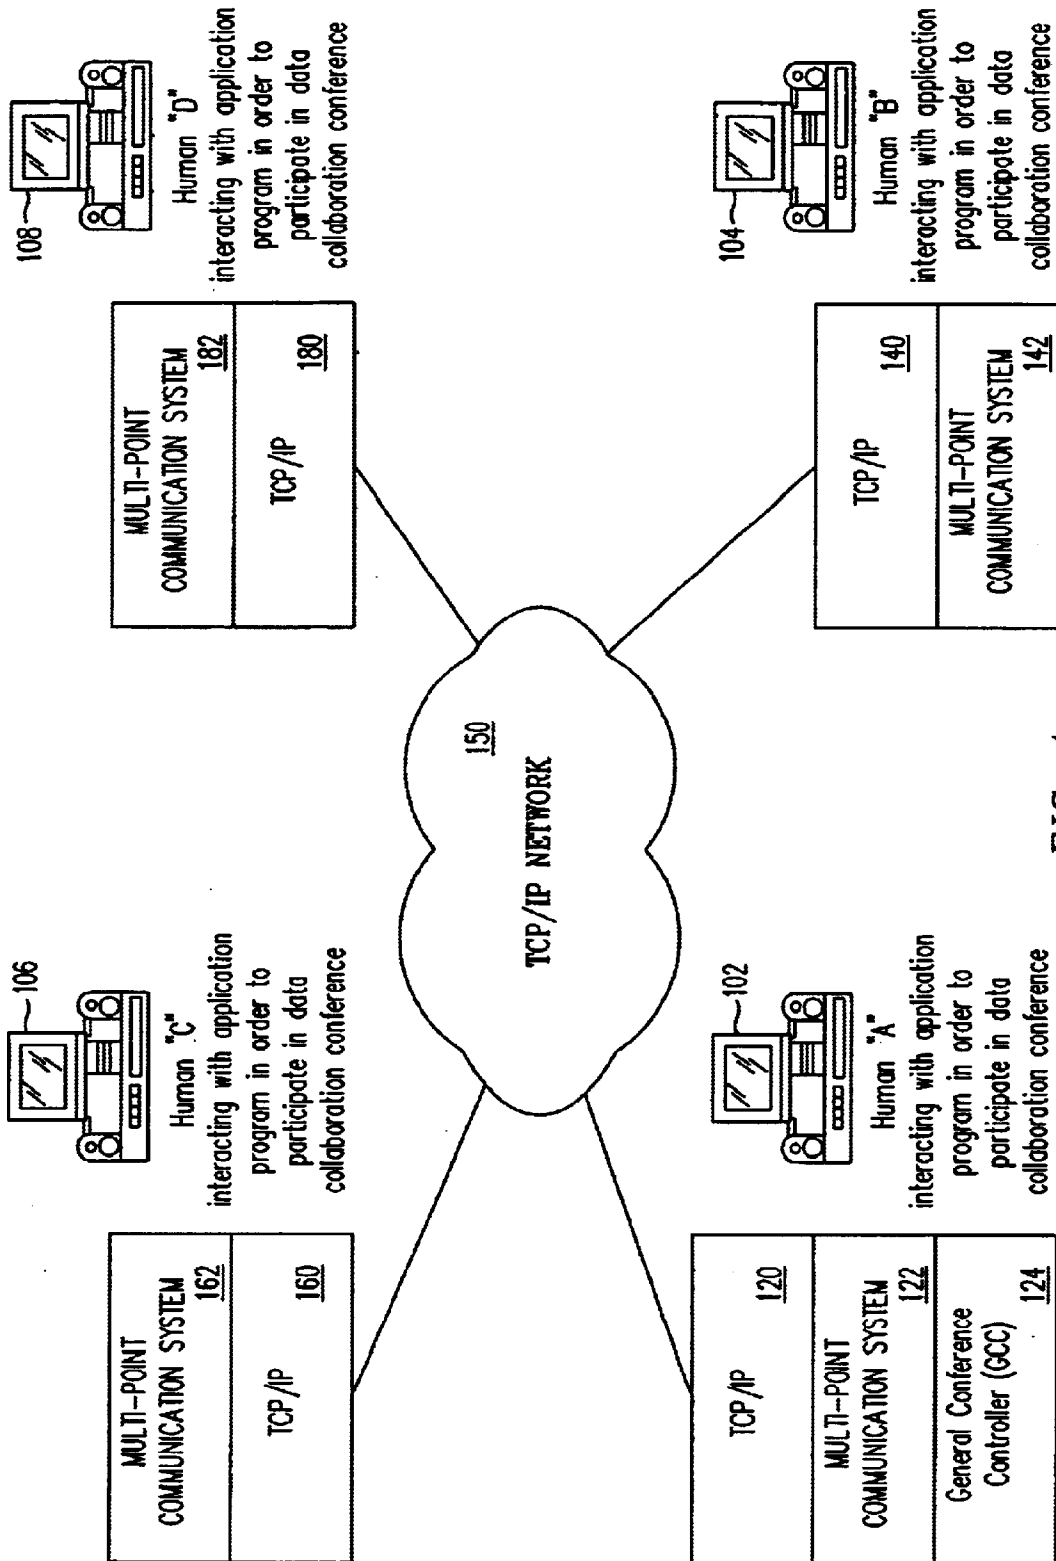 106
Human "C"
interacting with application
program in order to
participate in data
collaboration conference
MULTI-POINT
COMMUNICATION SYSTEM
162
TCP/IP
160
108
Human "D"
interacting with application
program in order to
participate in data
collaboration conference
MULTI-POINT
COMMUNICATION SYSTEM
182
TCP/IP
180
150
TCP/IP NETWORK
102
Human "A"
interacting with application
program in order to
participate in data
collaboration conference
TCP/IP
120
MULTI-POINT
COMMUNICATION SYSTEM
122
General Conference
Controller (GCC)
124
104
Human "B"
interacting with application
program in order to
participate in data
collaboration conference
TCP/IP
140
MULTI-POINT
COMMUNICATION SYSTEM
142